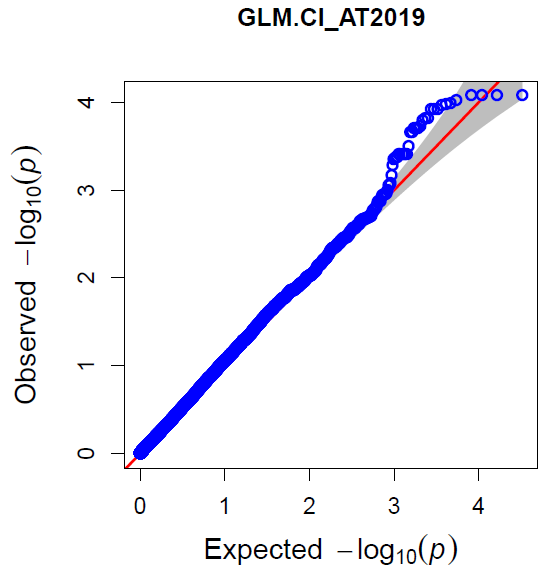 GLM.CI_AT2019
Observed −log₁₀(p)
4
3
2
1
0
0 1 2 3 4
Expected −log₁₀(p)